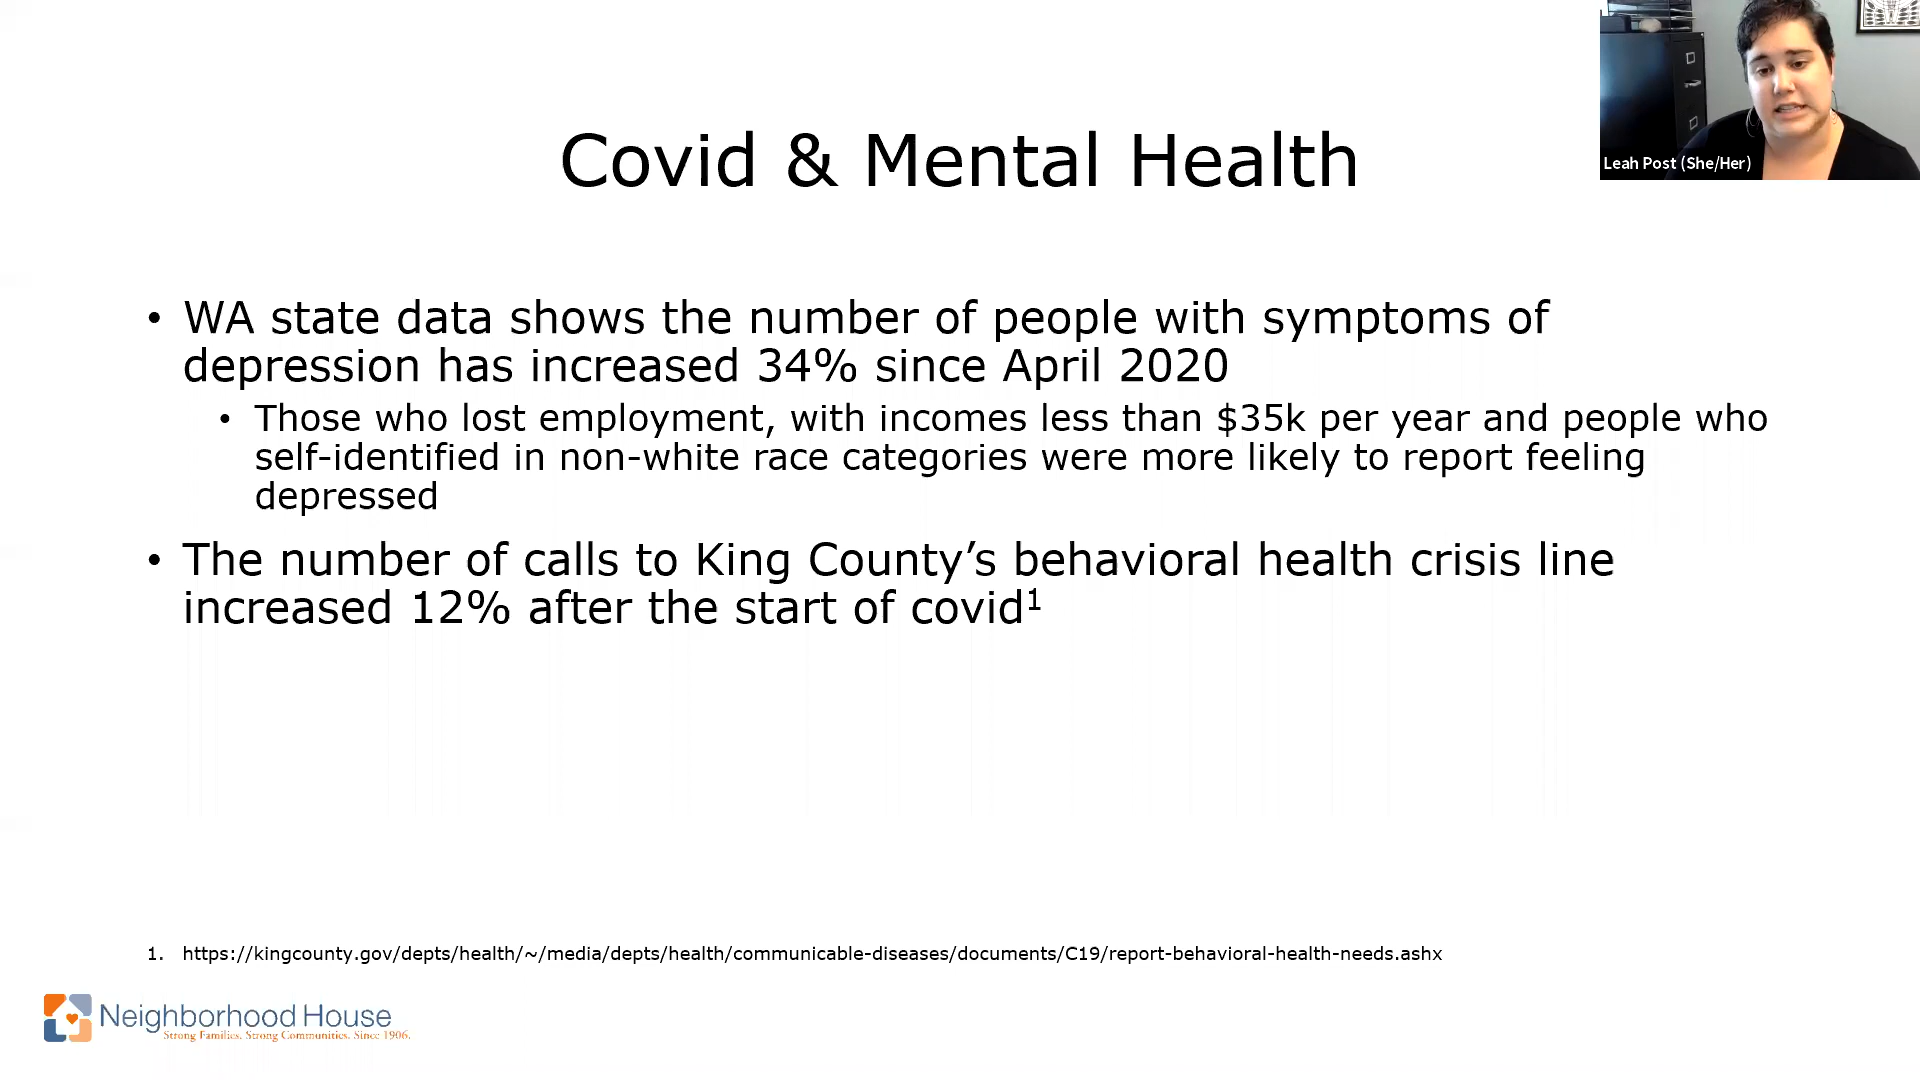 Covid & Mental Health
Leah Post (She/Her)
• WA state data shows the number of people with symptoms of
depression has increased 34% since April 2020
• Those who lost employment, with incomes less than $35k per year and people who
self-identified in non-white race categories were more likely to report feeling
depressed
• The number of calls to King County’s behavioral health crisis line
increased 12% after the start of covid¹
1. https://kingcounty.gov/depts/health/~/media/depts/health/communicable-diseases/documents/C19/report-behavioral-health-needs.ashx
Neighborhood House
Strong Families. Strong Communities. Since 1906.